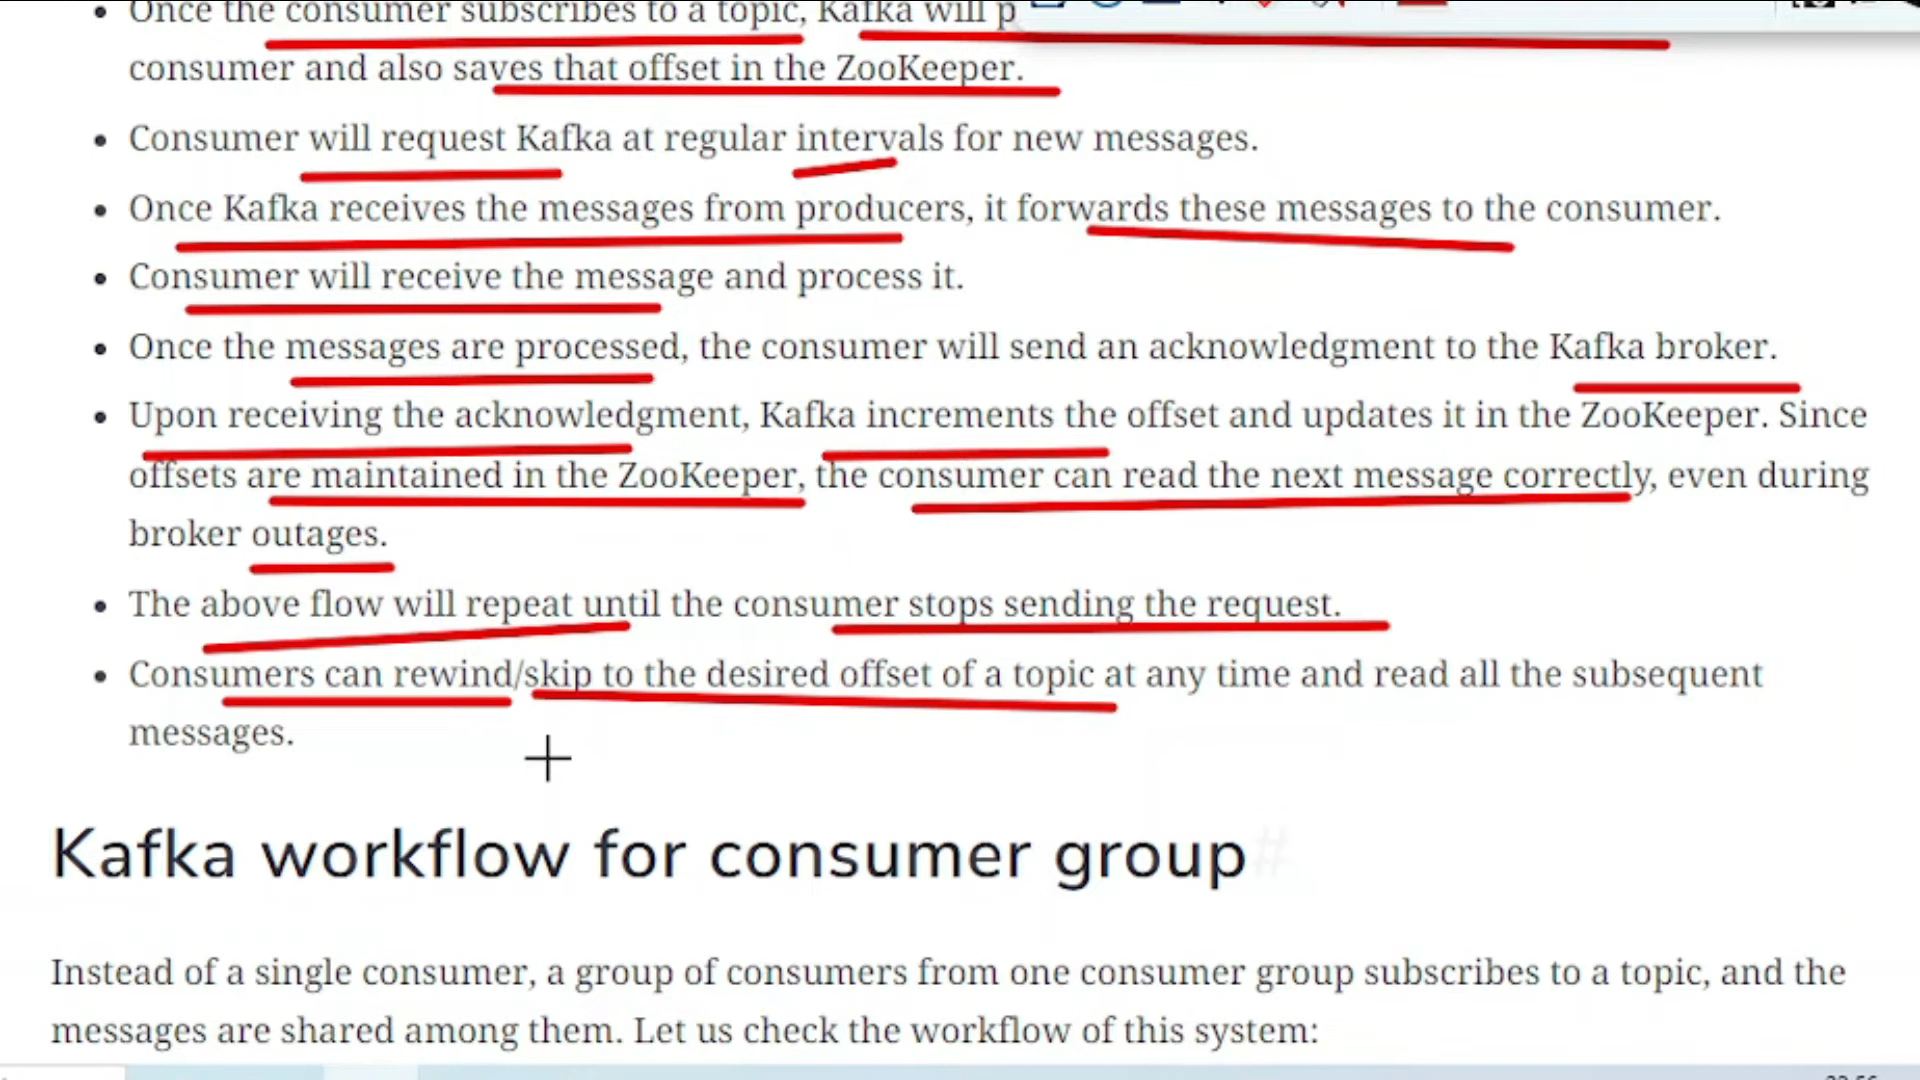 • Once the consumer subscribes to a topic, Kafka will p
consumer and also saves that offset in the ZooKeeper.
• Consumer will request Kafka at regular intervals for new messages.
• Once Kafka receives the messages from producers, it forwards these messages to the consumer.
• Consumer will receive the message and process it.
• Once the messages are processed, the consumer will send an acknowledgment to the Kafka broker.
• Upon receiving the acknowledgment, Kafka increments the offset and updates it in the ZooKeeper. Since
offsets are maintained in the ZooKeeper, the consumer can read the next message correctly, even during
broker outages.
• The above flow will repeat until the consumer stops sending the request.
• Consumers can rewind/skip to the desired offset of a topic at any time and read all the subsequent
messages.
Kafka workflow for consumer group#
Instead of a single consumer, a group of consumers from one consumer group subscribes to a topic, and the
messages are shared among them. Let us check the workflow of this system: